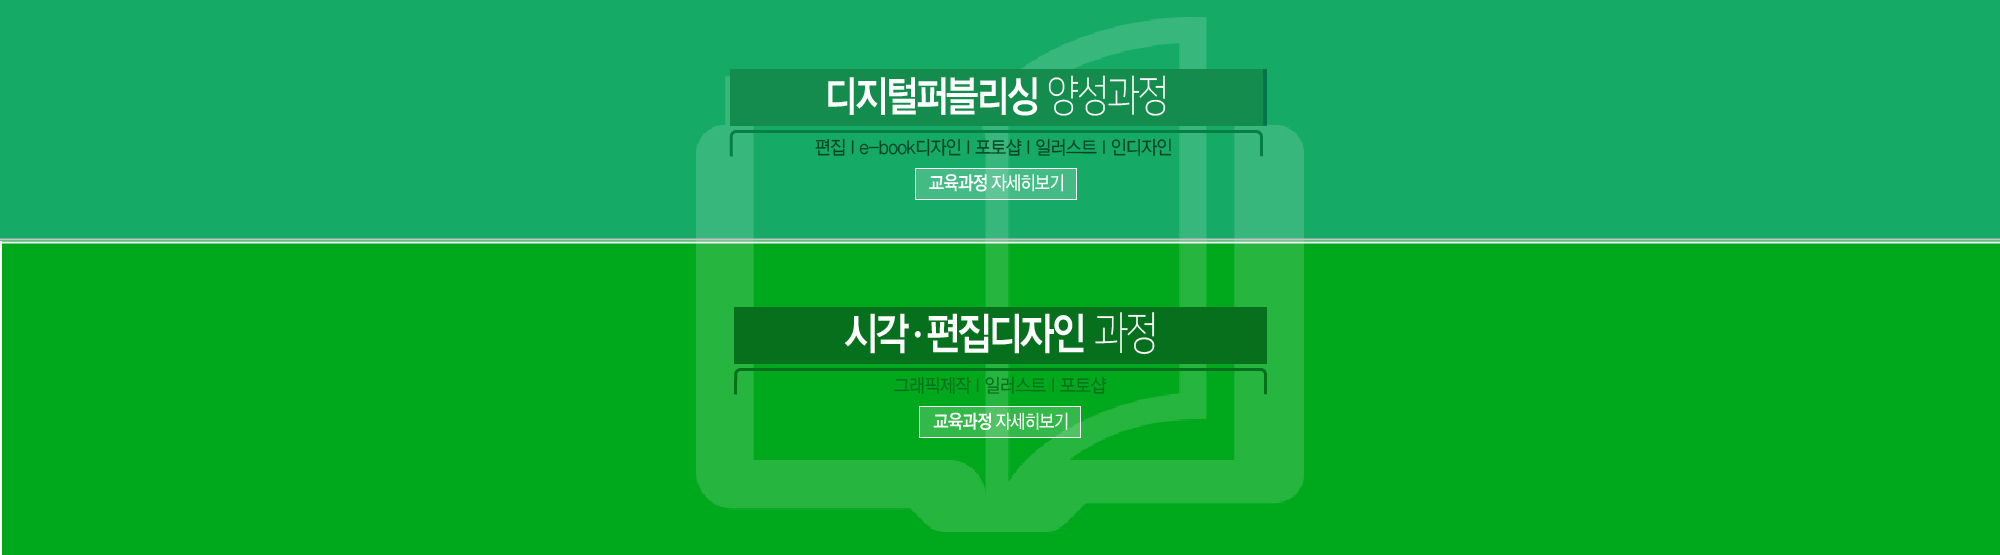 디지털퍼블리싱 양성과정
편집 I e-book디자인 I 포토샵 I 일러스트 I 인디자인
교육과정 자세히보기
시각·편집디자인 과정
그래픽제작 I 일러스트 I 포토샵
교육과정 자세히보기